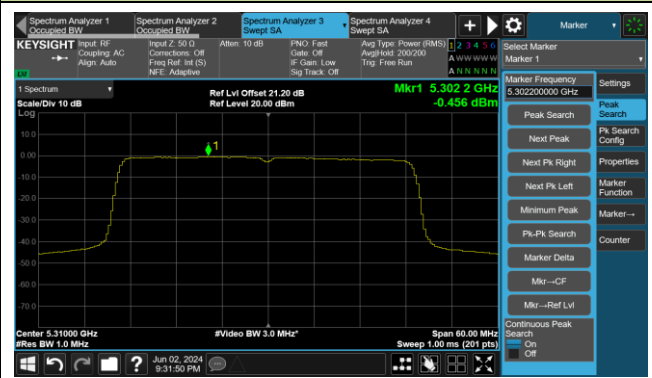 Spectrum Analyzer 1
Occupied BW
Spectrum Analyzer 2
Occupied BW
Spectrum Analyzer 3
Swept SA
Spectrum Analyzer 4
Swept SA
Marker
KEYSIGHT
Input: RF
Coupling: AC
Align: Auto
Input Z: 50 Ω
Corrections: Off
Freq Ref: Int (S)
NFE: Adaptive
Atten: 10 dB
PNO: Fast
Gate: Off
IF Gain: Low
Sig Track: Off
Avg Type: Power (RMS)
Avg|Hold: 200/200
Trig: Free Run
1 2 3 4 5 6
A W W W W W
A N N N N N
Select Marker
Marker 1
1 Spectrum
Scale/Div 10 dB
Log
Ref Lvl Offset 21.20 dB
Ref Level 20.00 dBm
Mkr1 5.302 2 GHz
-0.456 dBm
10.0
0.00
-10.0
-20.0
-30.0
-40.0
-50.0
-60.0
-70.0
1
Center 5.31000 GHz
#Res BW 1.0 MHz
#Video BW 3.0 MHz*
Span 60.00 MHz
Sweep 1.00 ms (201 pts)
Marker Frequency
5.302200000 GHz
Peak Search
Next Peak
Next Pk Right
Next Pk Left
Minimum Peak
Pk-Pk Search
Marker Delta
Mkr→CF
Mkr→Ref Lvl
Continuous Peak Search
On
Off
Settings
Peak Search
Pk Search Config
Properties
Marker Function
Marker→
Counter
?
Jun 02, 2024
9:31:50 PM